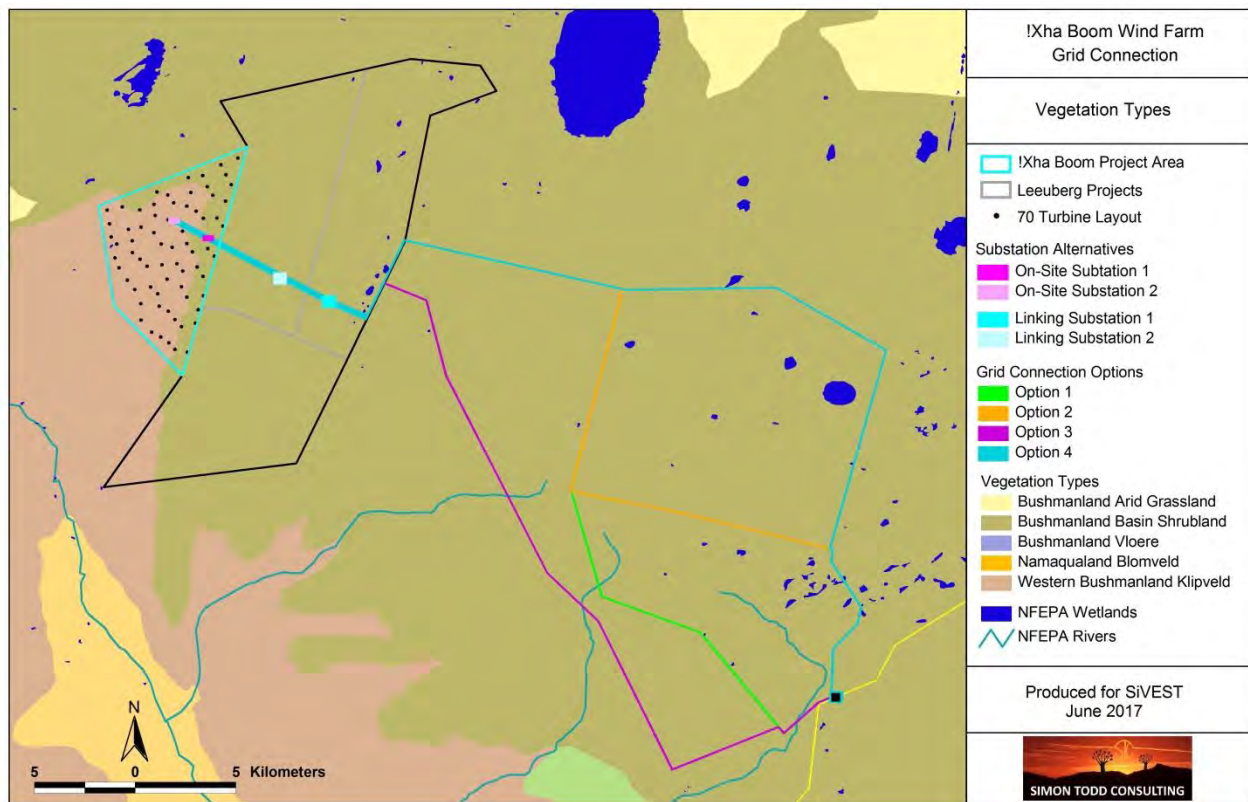 !Xha Boom Wind Farm
Grid Connection
Vegetation Types
!Xha Boom Project Area
Leeuberg Projects
70 Turbine Layout
Substation Alternatives
On-Site Subtation 1
On-Site Substation 2
Linking Substation 1
Linking Substation 2
Grid Connection Options
Option 1
Option 2
Option 3
Option 4
Vegetation Types
Bushmanland Arid Grassland
Bushmanland Basin Shrubland
Bushmanland Vloere
Namaqualand Blomveld
Western Bushmanland Klipveld
NFEPA Wetlands
NFEPA Rivers
Produced for SiVEST
June 2017
SIMON TODD CONSULTING
N
5 0 5 Kilometers